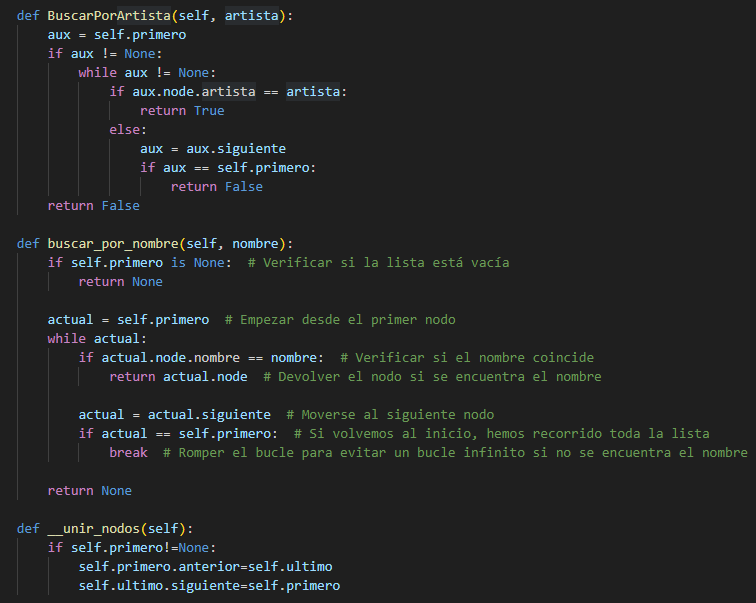 def BuscarPorArtista(self, artista):
    aux = self.primero
    if aux != None:
        while aux != None:
            if aux.node.artista == artista:
                return True
            else:
                aux = aux.siguiente
                if aux == self.primero:
                    return False
    return False

def buscar_por_nombre(self, nombre):
    if self.primero is None:  # Verificar si la lista está vacía
        return None

    actual = self.primero  # Empezar desde el primer nodo
    while actual:
        if actual.node.nombre == nombre:  # Verificar si el nombre coincide
            return actual.node  # Devolver el nodo si se encuentra el nombre

        actual = actual.siguiente  # Moverse al siguiente nodo
        if actual == self.primero:  # Si volvemos al inicio, hemos recorrido toda la lista
            break  # Romper el bucle para evitar un bucle infinito si no se encuentra el nombre

    return None

def __unir_nodos(self):
    if self.primero!=None:
        self.primero.anterior=self.ultimo
        self.ultimo.siguiente=self.primero